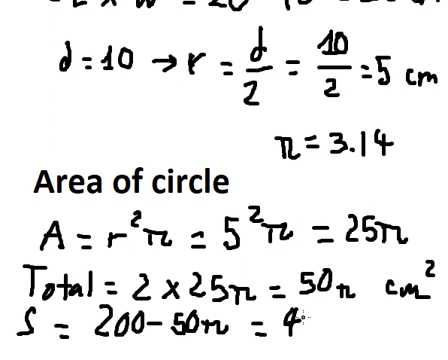 d = 10 → r = d/2 = 10/2 = 5 cm
π = 3.14
Area of circle
A = r²π = 5²π = 25π
Total = 2 x 25π = 50π cm²
S = 200 - 50π = 4